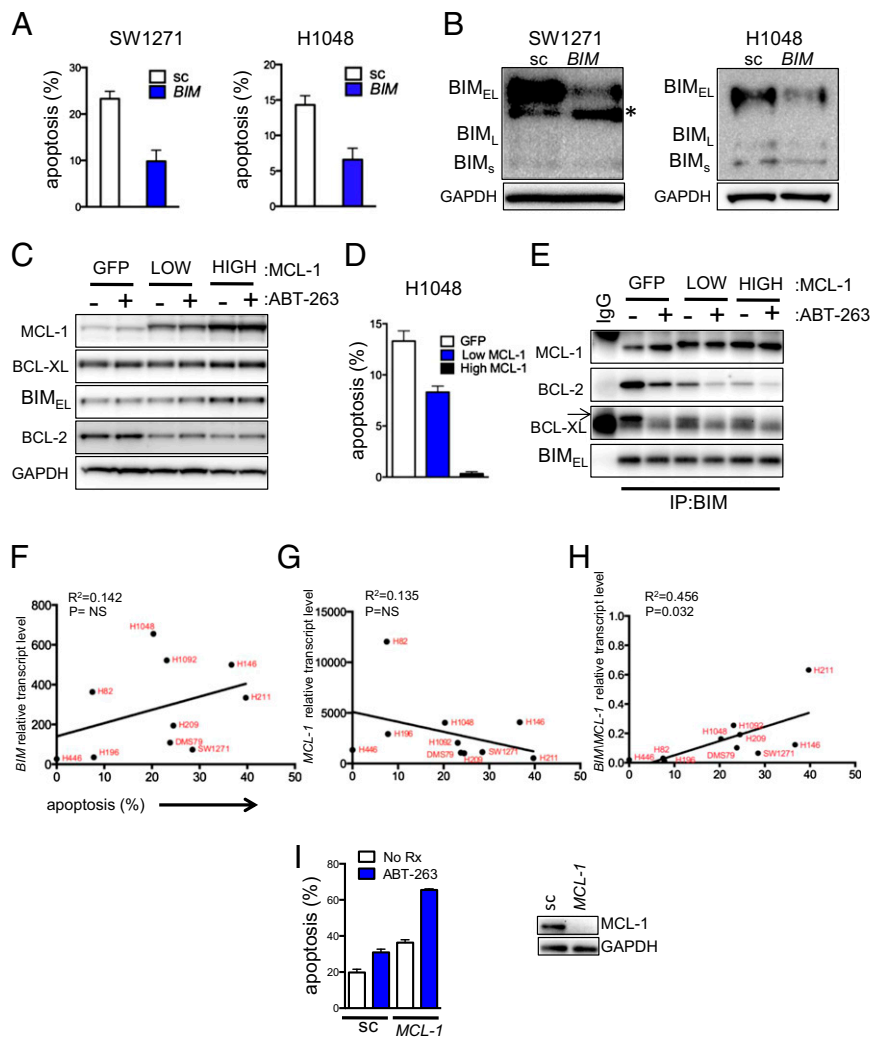 A
SW1271
H1048
sc
BIM
sc
BIM
apoptosis (%)
30
20
10
0
apoptosis (%)
20
15
10
5
0
B
SW1271
H1048
sc BIM
sc BIM
BIMEL
*
BIML
BIMs
GAPDH
BIMEL
BIML
BIMs
GAPDH
C
GFP LOW HIGH :MCL-1
- + - + - + :ABT-263
MCL-1
BCL-XL
BIMEL
BCL-2
GAPDH
D
H1048
GFP
Low MCL-1
High MCL-1
apoptosis (%)
15
10
5
0
E
IgG
GFP LOW HIGH :MCL-1
- + - + - + :ABT-263
MCL-1
BCL-2
BCL-XL
BIMEL
IP:BIM
F
R2=0.142
P= NS
BIM relative transcript level
800
600
400
200
0
H1048
H1092
H146
H82
H211
H209
DMS79
SW1271
H446
H196
0 10 20 30 40 50
apoptosis (%)
G
R2=0.135
P=NS
MCL-1 relative transcript level
15000
10000
5000
0
H82
H1048
H146
H196
H1092
SW1271
H446
DMS79
H209
H211
0 10 20 30 40 50
H
R2=0.456
P=0.032
BIM\MCL-1 relative transcript level
1.0
0.8
0.6
0.4
0.2
0.0
H211
H1092
H1048
H209
H82
H146
DMS79
SW1271
H446
H196
0 10 20 30 40 50
I
No Rx
ABT-263
apoptosis (%)
80
60
40
20
0
sc
MCL-1
sc
MCL-1
MCL-1
GAPDH